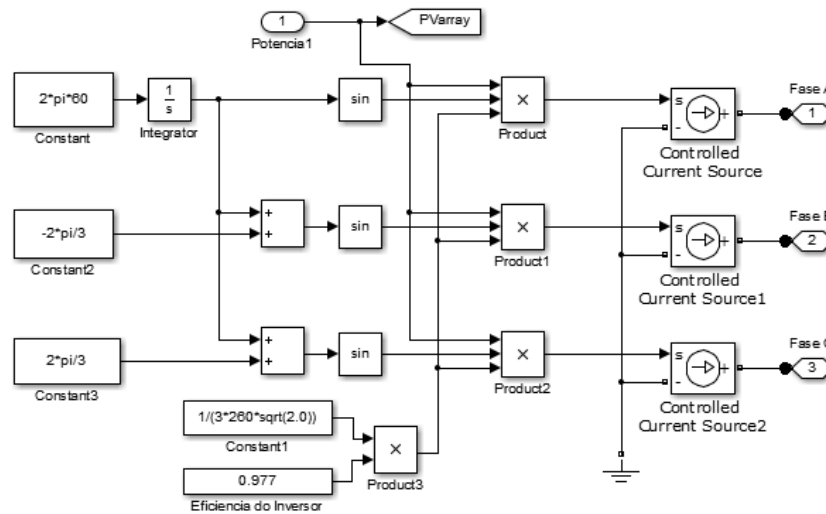 1
Potencia1
PVarray
2*pi*60
Constant
1
s
Integrator
sin
×
Product
s
-
+
Controlled
Current Source
Fase A
1
-2*pi/3
Constant2
+
+
sin
×
Product1
s
-
+
Controlled
Current Source1
Fase B
2
2*pi/3
Constant3
+
+
sin
×
Product2
s
-
+
Controlled
Current Source2
Fase C
3
1/(3*260*sqrt(2.0))
Constant1
×
Product3
0.977
Eficiencia do Inversor